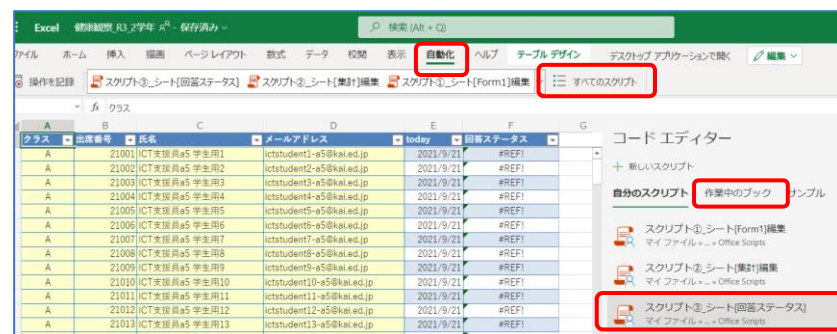 Excel 健康観察_R3_2学年 - 保存済み
検索 (Alt + Q)
ファイル ホーム 挿入 描画 ページ レイアウト 数式 データ 校閲 表示 自動化 ヘルプ テーブル デザイン デスクトップ アプリケーションで開く 編集
操作を記録 スクリプト③_シート[回答ステータス] スクリプト②_シート[集計]編集 スクリプト①_シート[Form1]編集 すべてのスクリプト
fx クラス
A B C D E F G
クラス 出席番号 氏名 メールアドレス today 回答ステータス
A 21001 ICT支援員a5 学生用1 ictstudent1-a5@kai.ed.jp 2021/9/21 #REF!
A 21002 ICT支援員a5 学生用2 ictstudent2-a5@kai.ed.jp 2021/9/21 #REF!
A 21003 ICT支援員a5 学生用3 ictstudent3-a5@kai.ed.jp 2021/9/21 #REF!
A 21004 ICT支援員a5 学生用4 ictstudent4-a5@kai.ed.jp 2021/9/21 #REF!
A 21005 ICT支援員a5 学生用5 ictstudent5-a5@kai.ed.jp 2021/9/21 #REF!
A 21006 ICT支援員a5 学生用6 ictstudent6-a5@kai.ed.jp 2021/9/21 #REF!
A 21007 ICT支援員a5 学生用7 ictstudent7-a5@kai.ed.jp 2021/9/21 #REF!
A 21008 ICT支援員a5 学生用8 ictstudent8-a5@kai.ed.jp 2021/9/21 #REF!
A 21009 ICT支援員a5 学生用9 ictstudent9-a5@kai.ed.jp 2021/9/21 #REF!
A 21010 ICT支援員a5 学生用10 ictstudent10-a5@kai.ed.jp 2021/9/21 #REF!
A 21011 ICT支援員a5 学生用11 ictstudent11-a5@kai.ed.jp 2021/9/21 #REF!
A 21012 ICT支援員a5 学生用12 ictstudent12-a5@kai.ed.jp 2021/9/21 #REF!
A 21013 ICT支援員a5 学生用13 ictstudent13-a5@kai.ed.jp 2021/9/21 #REF!
コード エディター
+ 新しいスクリプト
自分のスクリプト 作業中のブック サンプル
スクリプト①_シート[Form1]編集
マイ ファイル » ... » Office Scripts
スクリプト②_シート[集計]編集
マイ ファイル » ... » Office Scripts
スクリプト③_シート[回答ステータス]
マイ ファイル » ... » Office Scripts